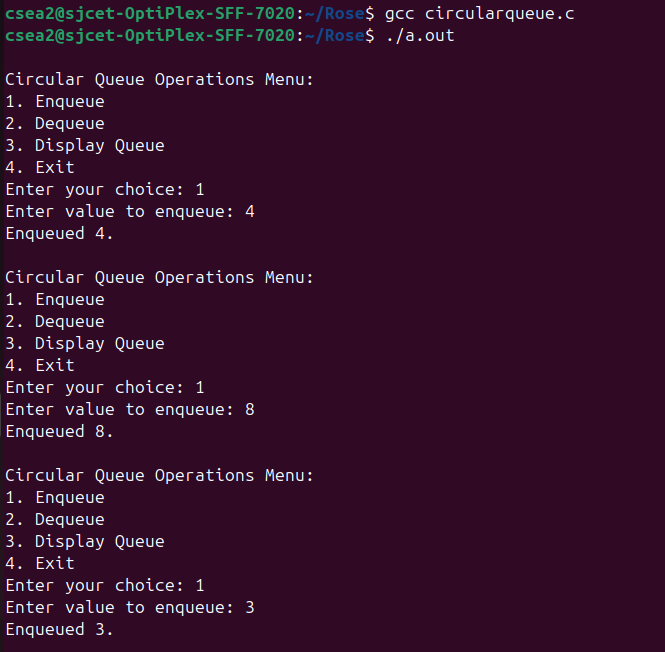 csea2@sjcet-OptiPlex-SFF-7020:~/Rose$ gcc circularqueue.c
csea2@sjcet-OptiPlex-SFF-7020:~/Rose$ ./a.out
Circular Queue Operations Menu:
1. Enqueue
2. Dequeue
3. Display Queue
4. Exit
Enter your choice: 1
Enter value to enqueue: 4
Enqueued 4.
Circular Queue Operations Menu:
1. Enqueue
2. Dequeue
3. Display Queue
4. Exit
Enter your choice: 1
Enter value to enqueue: 8
Enqueued 8.
Circular Queue Operations Menu:
1. Enqueue
2. Dequeue
3. Display Queue
4. Exit
Enter your choice: 1
Enter value to enqueue: 3
Enqueued 3.